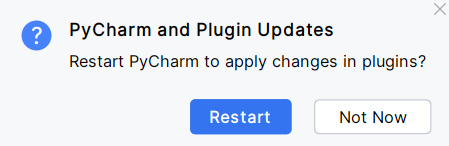 PyCharm and Plugin Updates
Restart PyCharm to apply changes in plugins?
Restart
Not Now